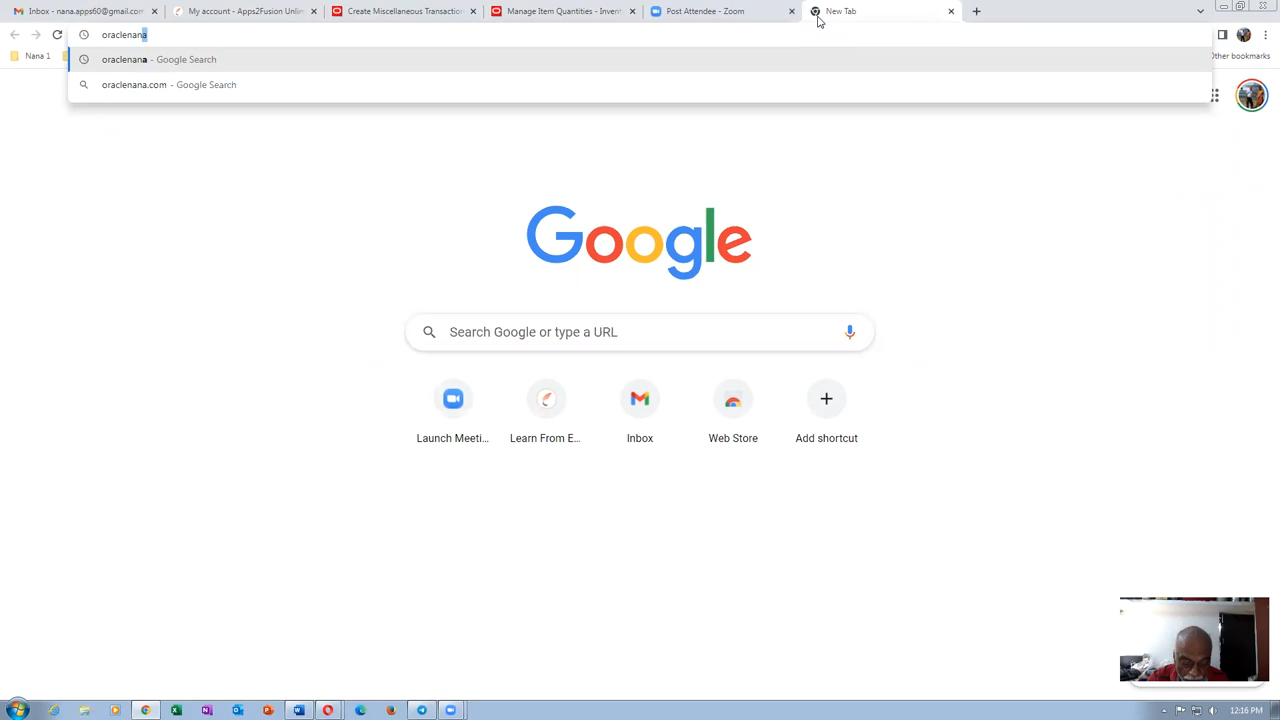 Inbox - nana.apps60@gmail.com
My account - Apps2Fusion Unlim
Create Miscellaneous Transaction
Manage Item Quantities - Invent
Post Attendee - Zoom
New Tab
oraclenana
Nana 1
Other bookmarks
oraclenana - Google Search
oraclenana.com - Google Search
Google
Search Google or type a URL
Launch Meeti...
Learn From E...
Inbox
Web Store
Add shortcut
12:16 PM